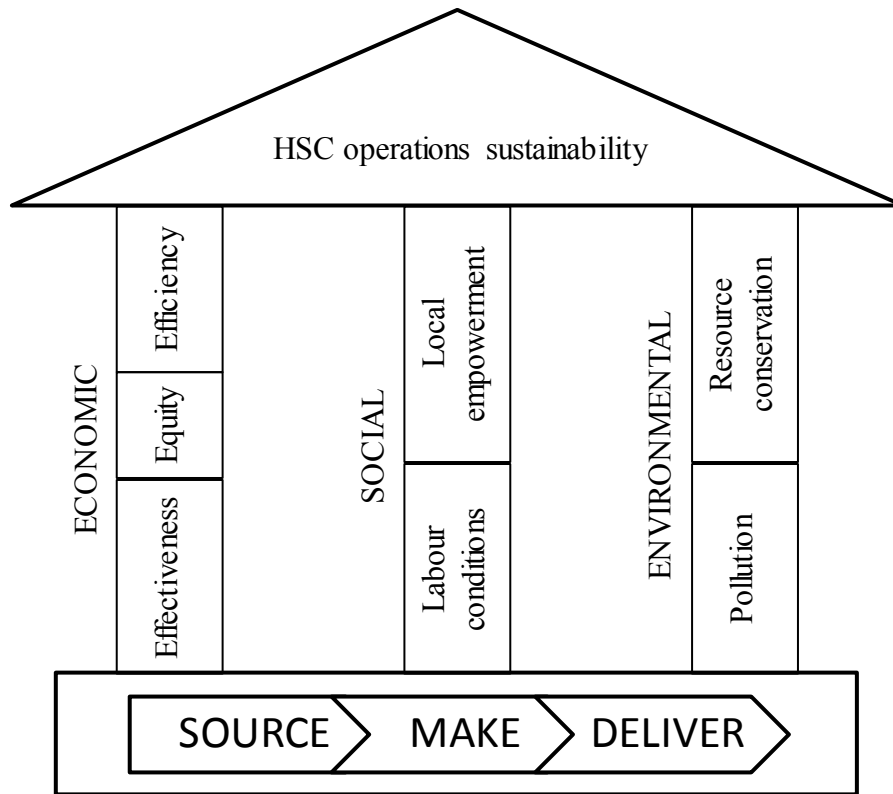 HSC operations sustainability
ECONOMIC
Efficiency
Equity
Effectiveness
SOCIAL
Local
empowerment
Labour
conditions
ENVIRONMENTAL
Resource
conservation
Pollution
SOURCE
MAKE
DELIVER